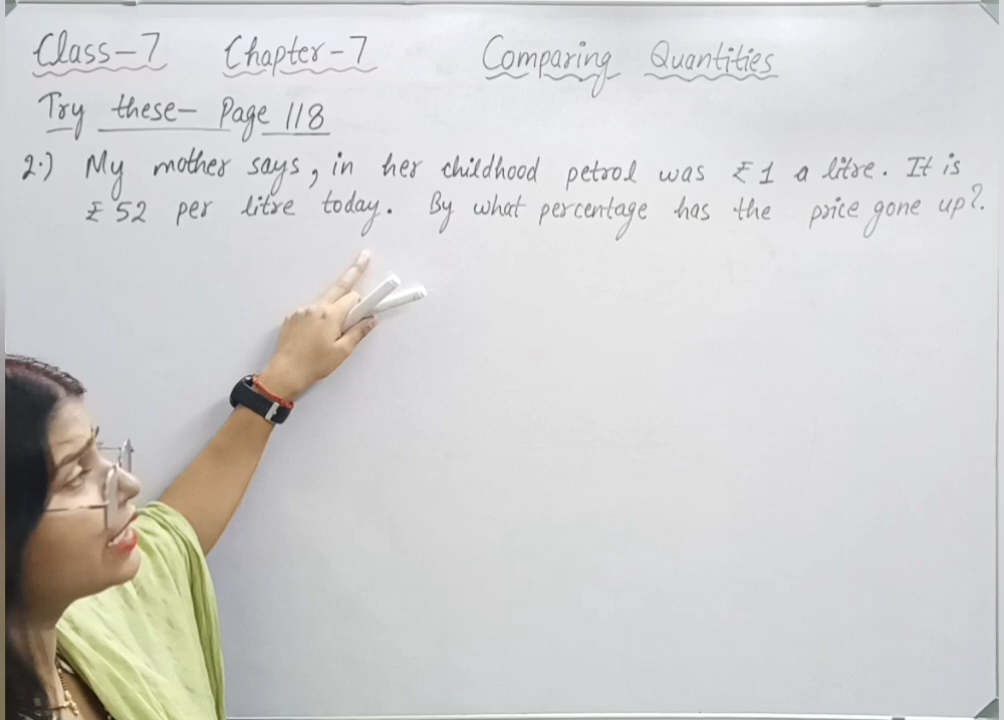 Class-7 Chapter-7 Comparing Quantities
Try these- Page 118
2.) My mother says, in her childhood petrol was ₹1 a litre. It is
₹ 52 per litre today. By what percentage has the price gone up?.